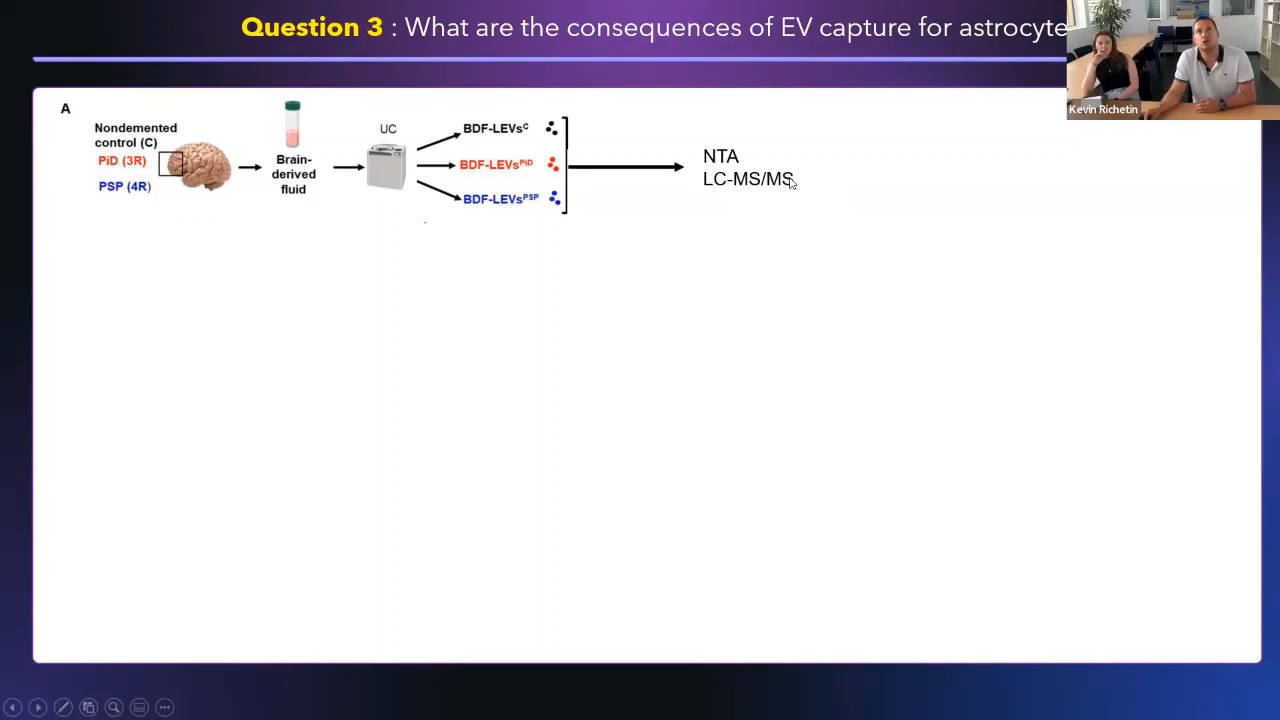 Question 3 : What are the consequences of EV capture for astrocyte
Kevin Richetin
A
Nondemented
control (C)
PiD (3R)
PSP (4R)
Brain-
derived
fluid
UC
BDF-LEVsC
BDF-LEVsPiD
BDF-LEVsPSP
NTA
LC-MS/MS